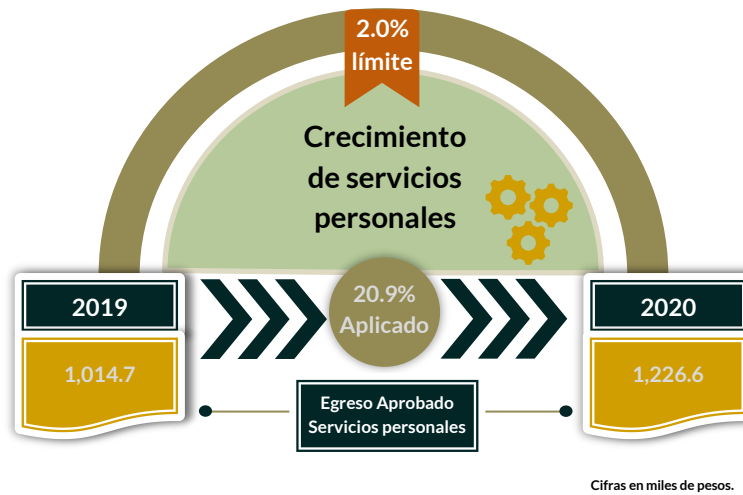 2.0%
límite
Crecimiento
de servicios
personales
2019
20.9%
Aplicado
2020
1,014.7
1,226.6
Egreso Aprobado
Servicios personales
Cifras en miles de pesos.